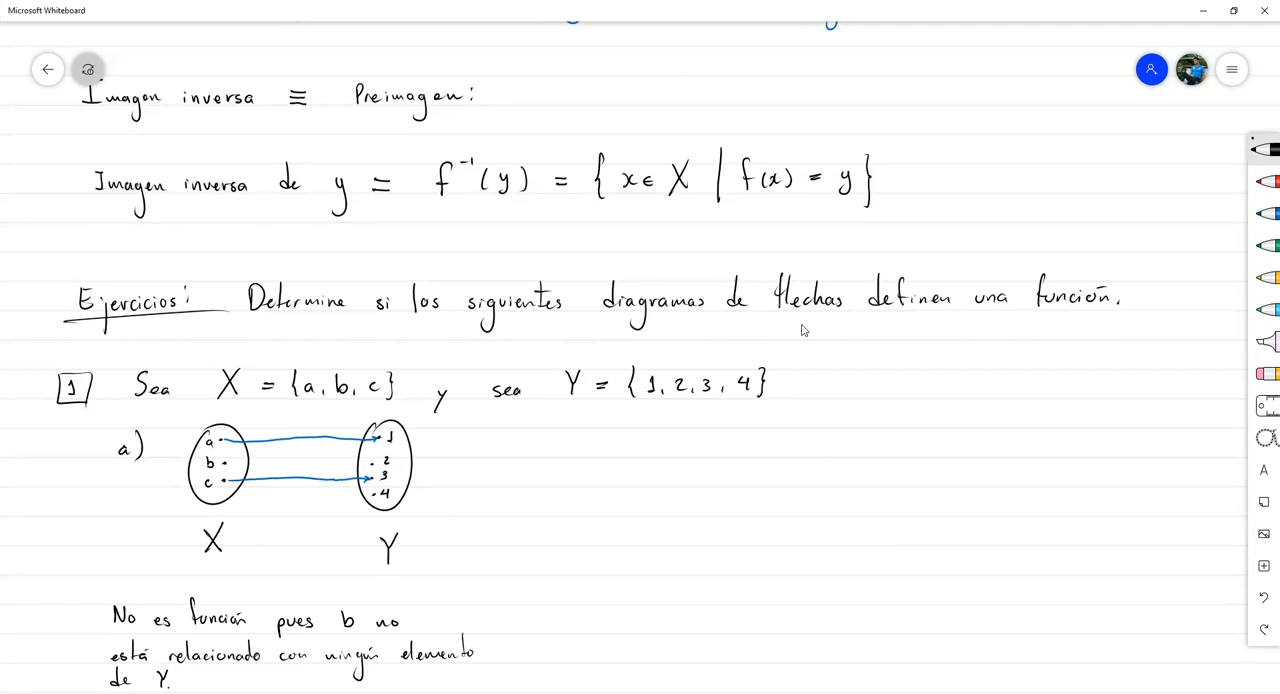 Microsoft Whiteboard
Imagen inversa ≡ Preimagen:
Imagen inversa de y ≡ f⁻¹(y) = { x ∈ X | f(x) = y }
Ejercicios: Determine si los siguientes diagramas de flechas definen una función.
1 Sea X = {a, b, c} y sea Y = {1, 2, 3, 4}
a)
a 1
b 2
c 3
4
X Y
No es función pues b no
está relacionado con ningún elemento
de Y.